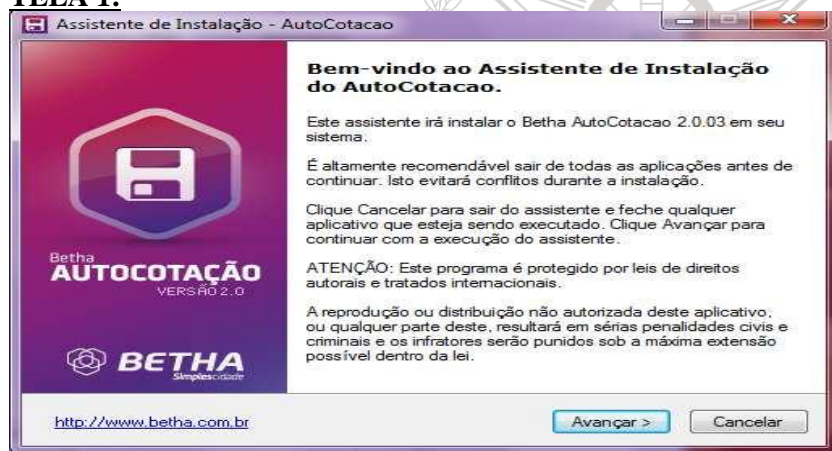 TELA 1:
Assistente de Instalação - AutoCotacao
Bem-vindo ao Assistente de Instalação
do AutoCotacao.
Este assistente irá instalar o Betha AutoCotacao 2.0.03 em seu
sistema.
É altamente recomendável sair de todas as aplicações antes de
continuar. Isto evitará conflitos durante a instalação.
Clique Cancelar para sair do assistente e feche qualquer
aplicativo que esteja sendo executado. Clique Avançar para
continuar com a execução do assistente.
ATENÇÃO: Este programa é protegido por leis de direitos
autorais e tratados internacionais.
A reprodução ou distribuição não autorizada deste aplicativo,
ou qualquer parte deste, resultará em sérias penalidades civis e
criminais e os infratores serão punidos sob a máxima extensão
possível dentro da lei.
Betha
AUTOCOTAÇÃO
VERSÃO 2.0
BETHA
Simplescidade
http://www.betha.com.br
Avançar >
Cancelar